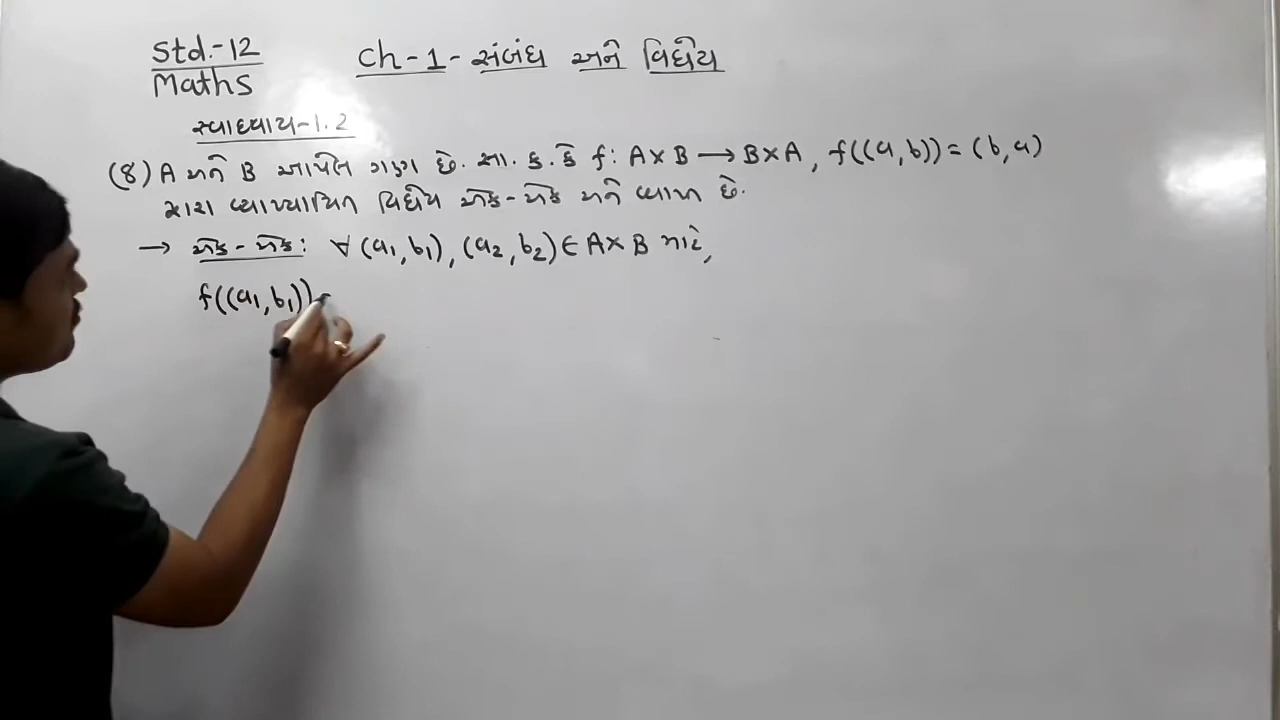 Std.-12
Maths
Ch-1-સંબંધ અને વિધેય
સ્વાધ્યાય-1.2
(8) A અને B આપેલ ગણ છે. સા. ક. કે f: A×B → B×A, f((a,b)) = (b,a)
દ્વારા વ્યાખ્યાયિત વિધેય એક-એક અને વ્યાપ્ત છે.
→ એક-એક: ∀ (a₁,b₁), (a₂,b₂) ∈ A×B માટે,
f((a₁,b₁)) =